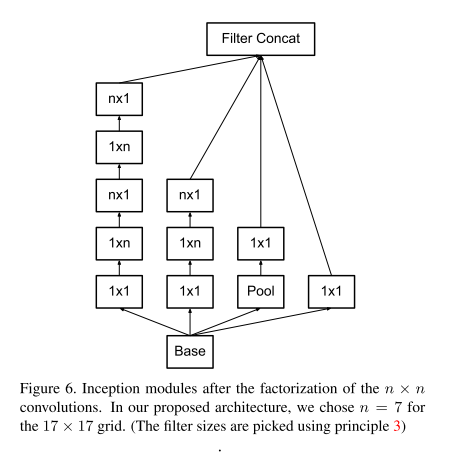 Filter Concat
nx1
1xn
nx1 nx1
1xn 1xn 1x1
1x1 1x1 Pool 1x1
Base
Figure 6. Inception modules after the factorization of the n × n
convolutions. In our proposed architecture, we chose n = 7 for
the 17 × 17 grid. (The filter sizes are picked using principle 3)